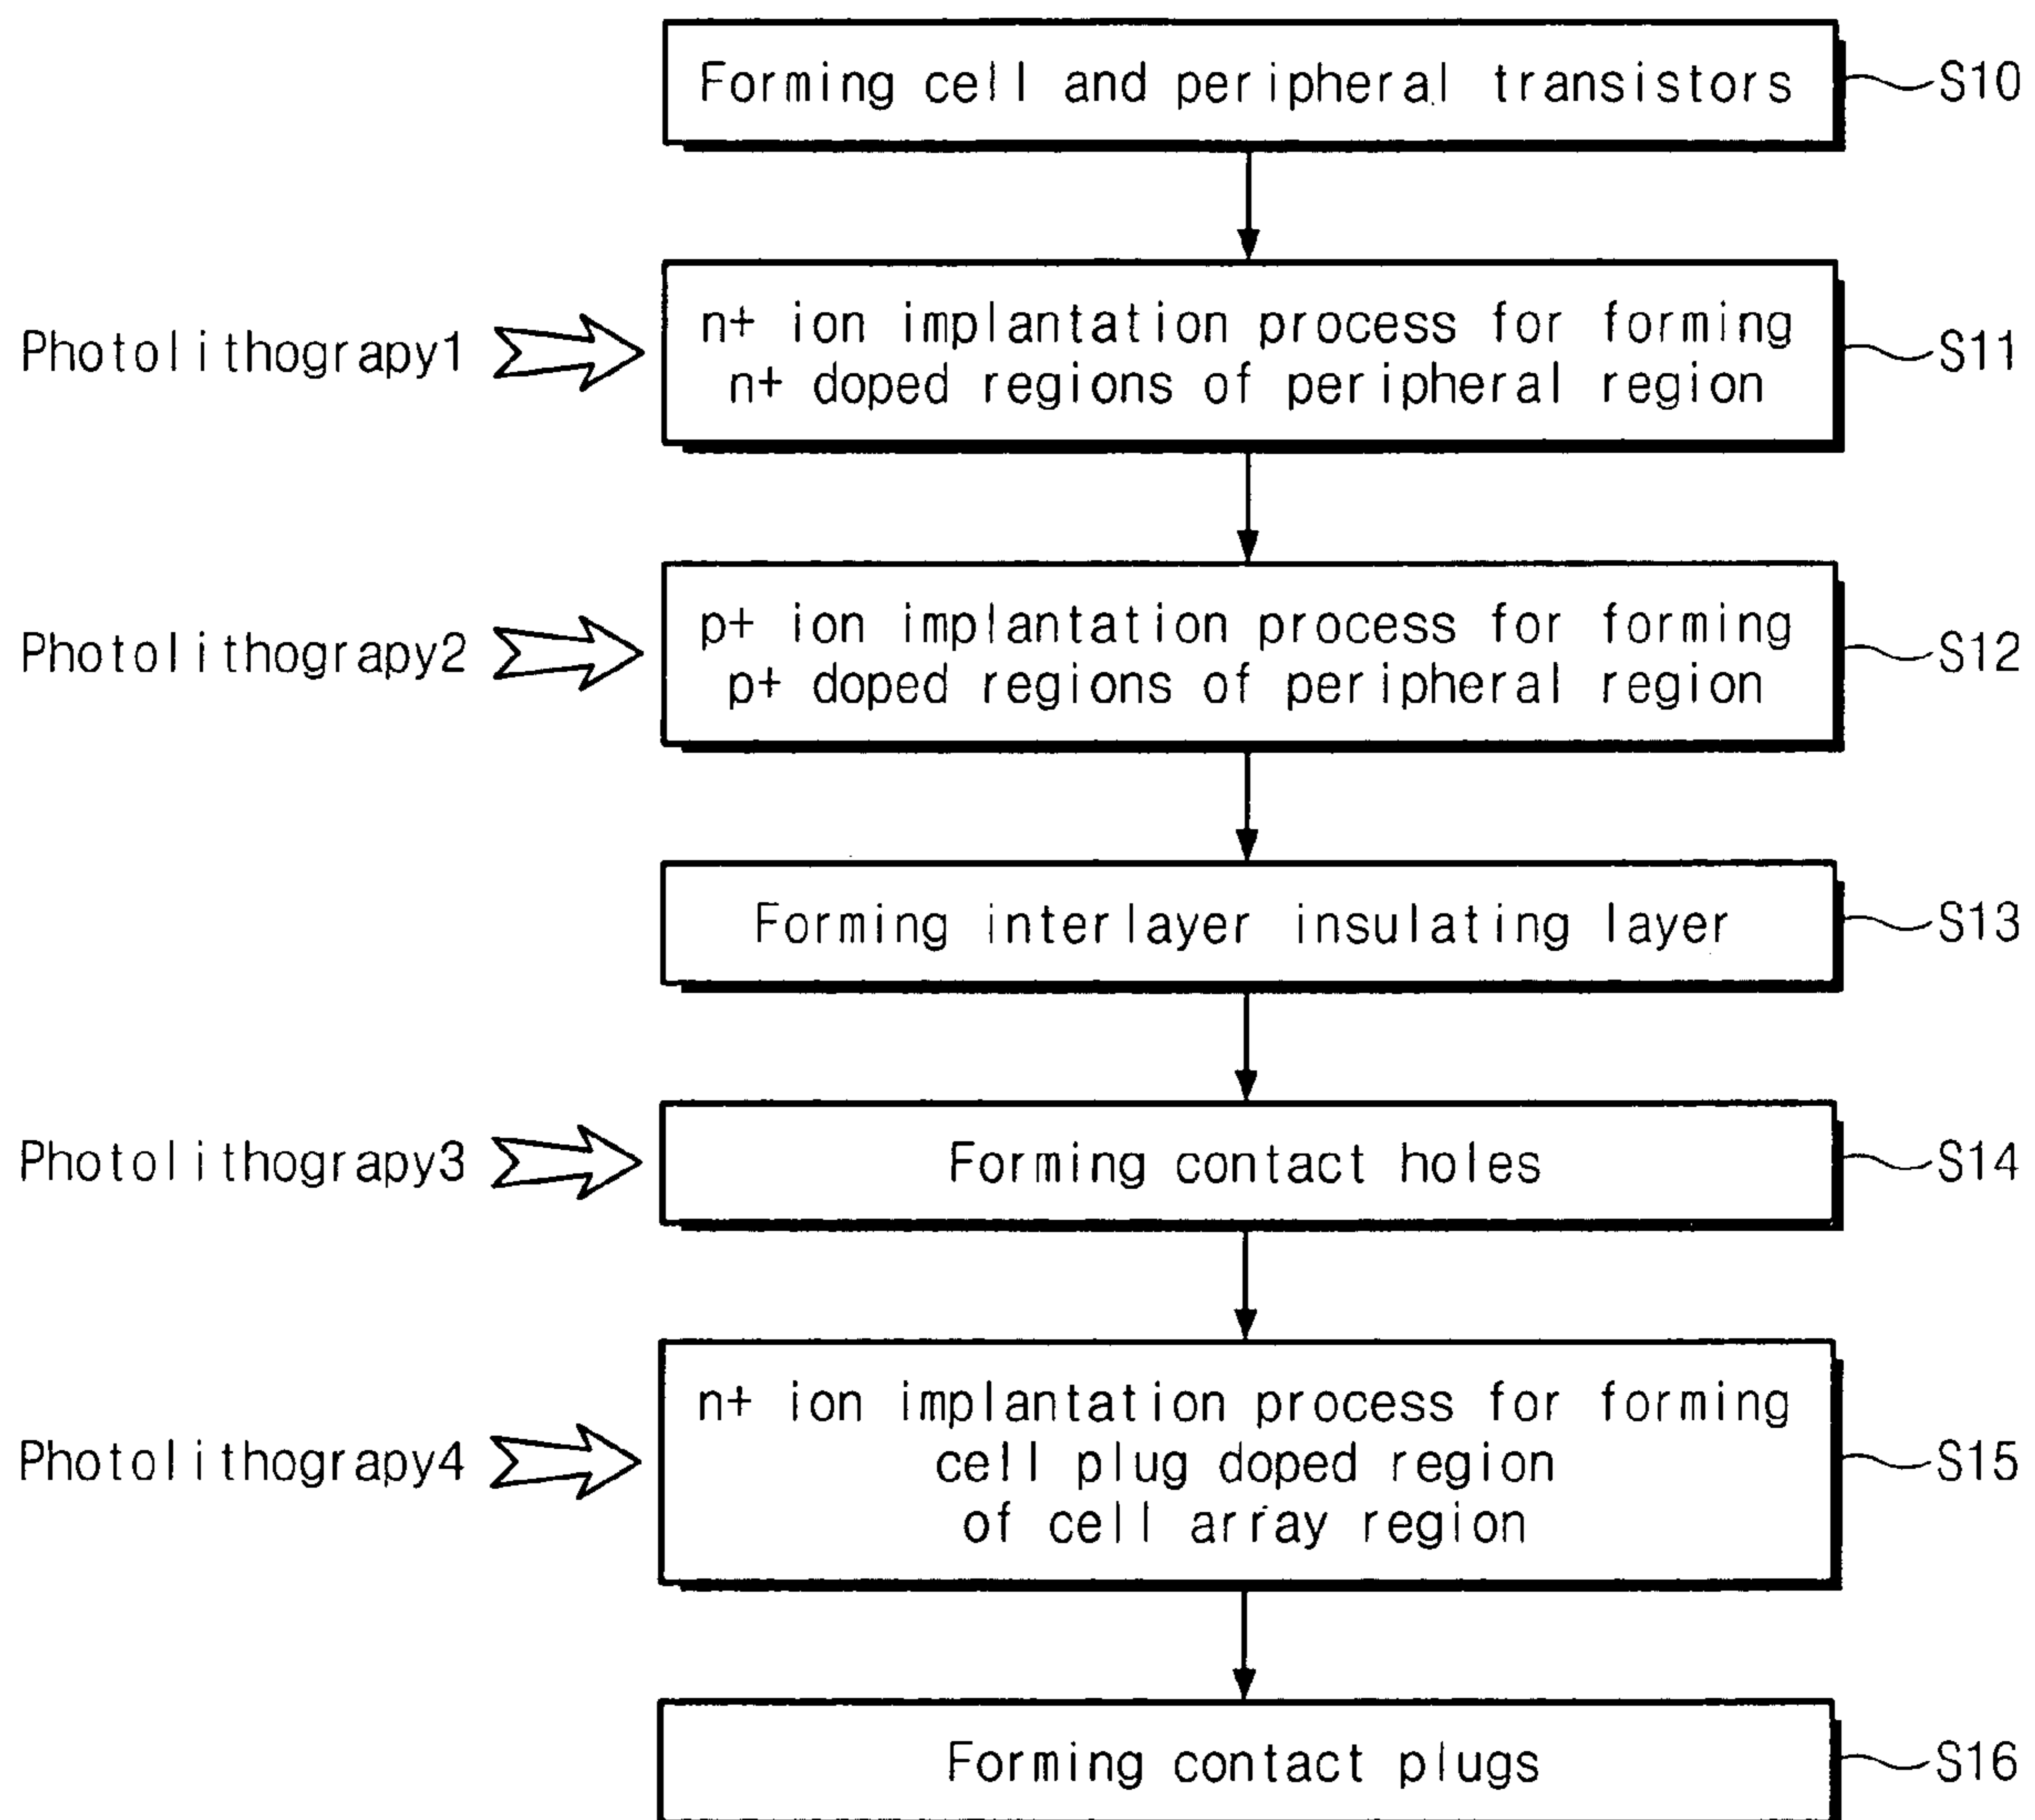 Forming cell and peripheral transistors
S10
Photolithograpy1
n+ ion implantation process for forming
n+ doped regions of peripheral region
S11
Photolithograpy2
p+ ion implantation process for forming
p+ doped regions of peripheral region
S12
Forming interlayer insulating layer
S13
Photolithograpy3
Forming contact holes
S14
Photolithograpy4
n+ ion implantation process for forming
cell plug doped region
of cell array region
S15
Forming contact plugs
S16